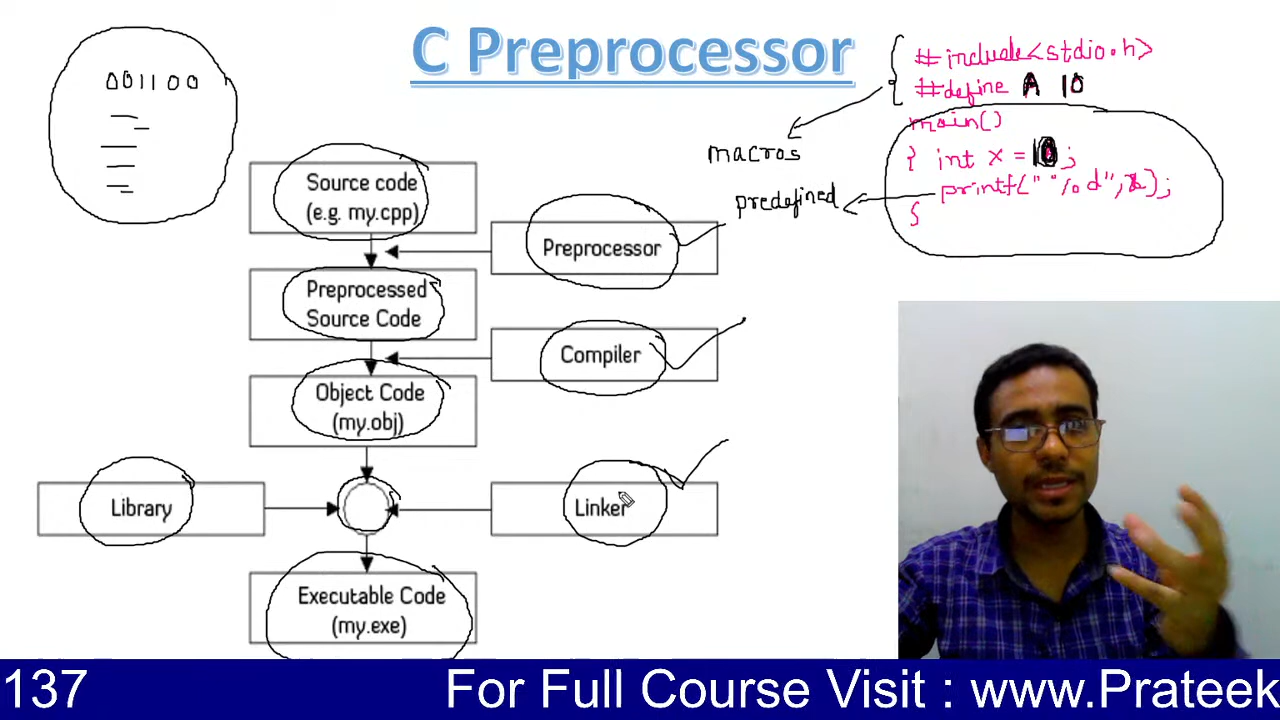 C Preprocessor
001100
#include<stdio.h>
#define A 10
main()
{ int x = 10;
printf("%d",x);
macros
predefined
Source code
(e.g. my.cpp)
Preprocessor
Preprocessed
Source Code
Compiler
Object Code
(my.obj)
Library
Linker
Executable Code
(my.exe)
137 For Full Course Visit : www.Prateek